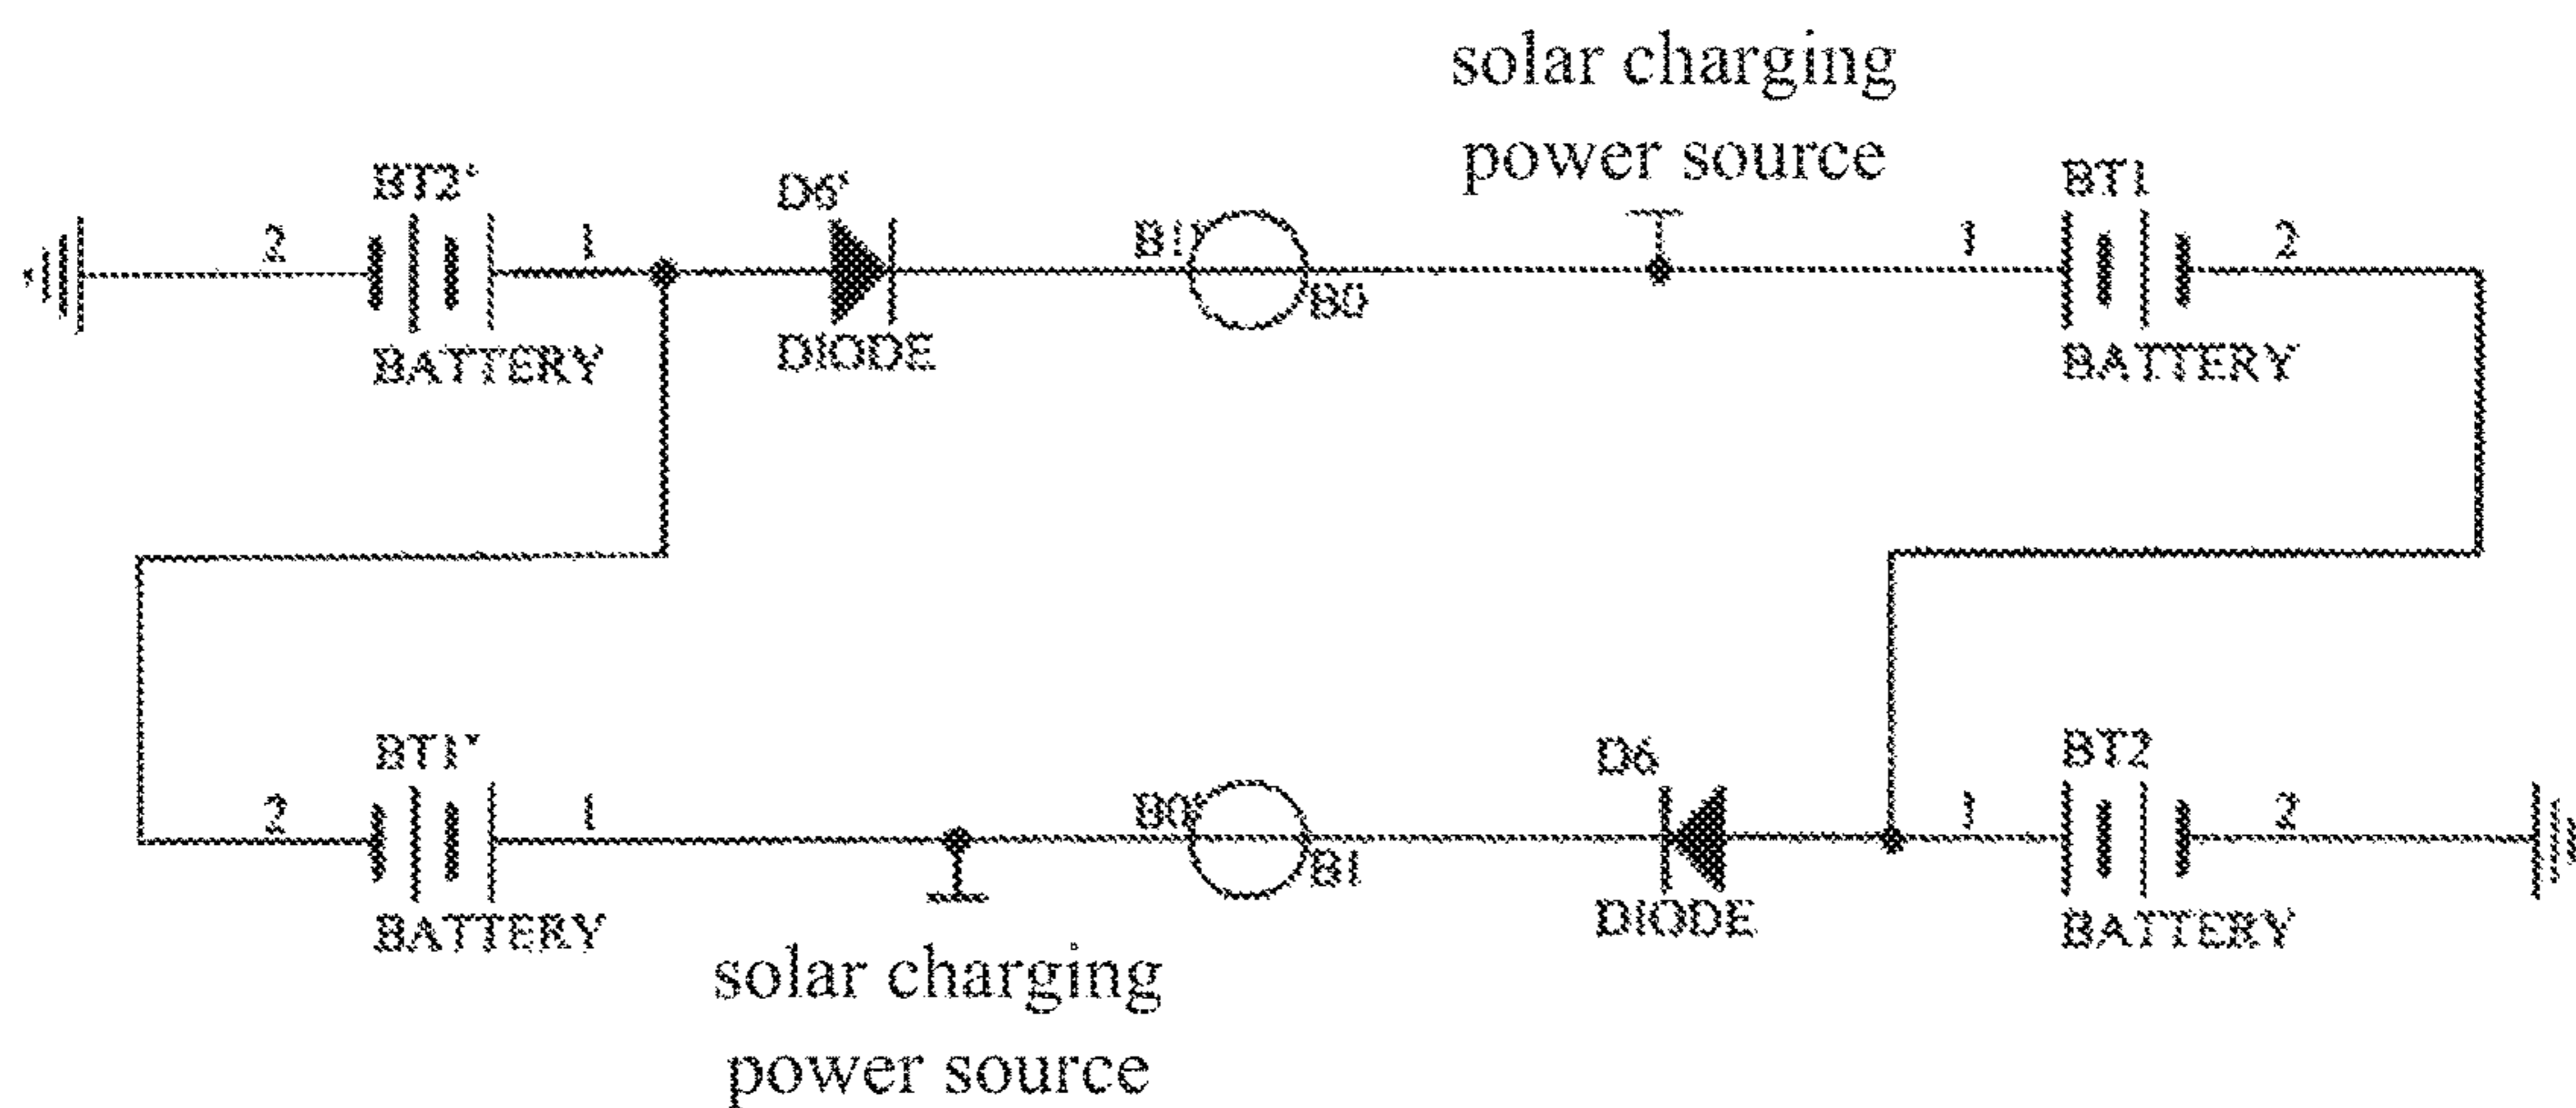 solar charging
power source
BT2'
2
1
BATTERY
D6'
DIODE
B1'
B0
BT1
1
2
BATTERY
BT1'
2
1
BATTERY
B0'
B1
D6
DIODE
BT2
1
2
BATTERY
solar charging
power source